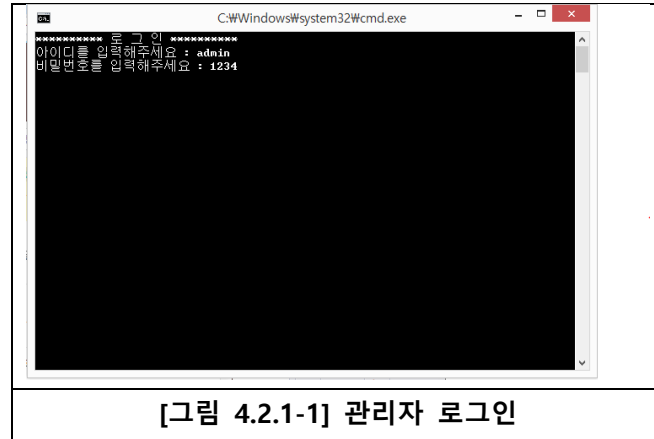 C:₩Windows₩system32₩cmd.exe
********** 로 그 인 **********
아이디를 입력해주세요 : admin
비밀번호를 입력해주세요 : 1234
[그림 4.2.1-1] 관리자 로그인